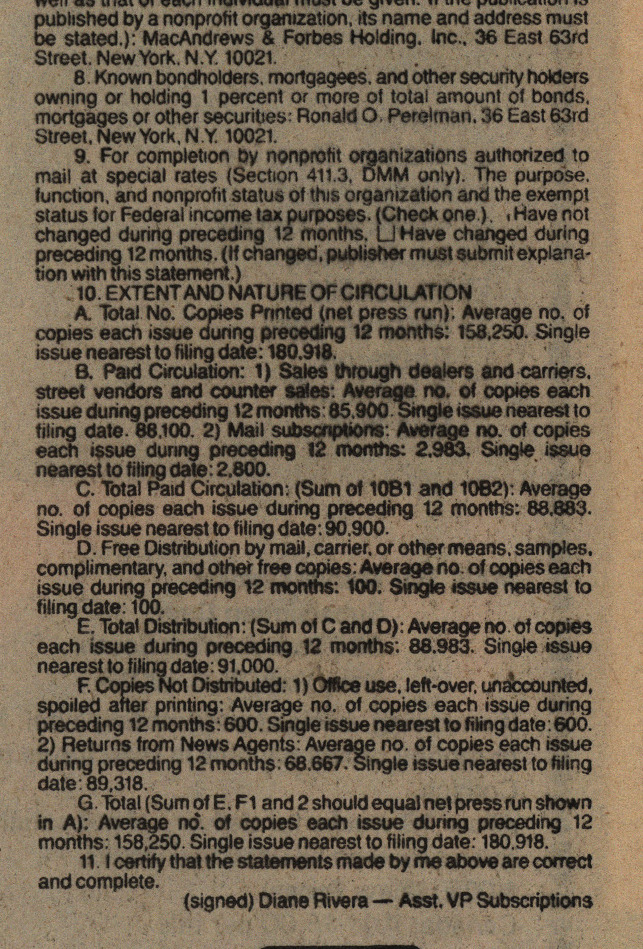 well as that of each individual must be given. If the publication is
published by a nonprofit organization, its name and address must
be stated.): MacAndrews & Forbes Holding, Inc., 36 East 63rd
Street. New York, N.Y. 10021.
8. Known bondholders, mortgagees, and other security holders
owning or holding 1 percent or more of total amount of bonds,
mortgages or other securities: Ronald O. Perelman, 36 East 63rd
Street, New York, N.Y. 10021.
9. For completion by nonprofit organizations authorized to
mail at special rates (Section 411.3, DMM only). The purpose,
function, and nonprofit status of this organization and the exempt
status for Federal income tax purposes. (Check one.). Have not
changed during preceding 12 months. ☐ Have changed during
preceding 12 months. (If changed, publisher must submit explana-
tion with this statement.)
10. EXTENT AND NATURE OF CIRCULATION
A. Total No. Copies Printed (net press run): Average no. of
copies each issue during preceding 12 months: 158,250. Single
issue nearest to filing date: 180,918.
B. Paid Circulation: 1) Sales through dealers and carriers,
street vendors and counter sales: Average no. of copies each
issue during preceding 12 months: 85,900. Single issue nearest to
filing date. 88,100. 2) Mail subscriptions: Average no. of copies
each issue during preceding 12 months: 2,983. Single issue
nearest to filing date: 2,800.
C. Total Paid Circulation: (Sum of 10B1 and 10B2): Average
no. of copies each issue during preceding 12 months: 88,883.
Single issue nearest to filing date: 90,900.
D. Free Distribution by mail, carrier, or other means, samples,
complimentary, and other free copies: Average no. of copies each
issue during preceding 12 months: 100. Single issue nearest to
filing date: 100.
E. Total Distribution: (Sum of C and D): Average no. of copies
each issue during preceding 12 months: 88,983. Single issue
nearest to filing date: 91,000.
F. Copies Not Distributed: 1) Office use, left-over, unaccounted,
spoiled after printing: Average no. of copies each issue during
preceding 12 months: 600. Single issue nearest to filing date: 600.
2) Returns from News Agents: Average no. of copies each issue
during preceding 12 months: 68,667. Single issue nearest to filing
date: 89,318.
G. Total (Sum of E, F1 and 2 should equal net press run shown
in A): Average no. of copies each issue during preceding 12
months: 158,250. Single issue nearest to filing date: 180,918.
11. I certify that the statements made by me above are correct
and complete.
(signed) Diane Rivera — Asst. VP Subscriptions